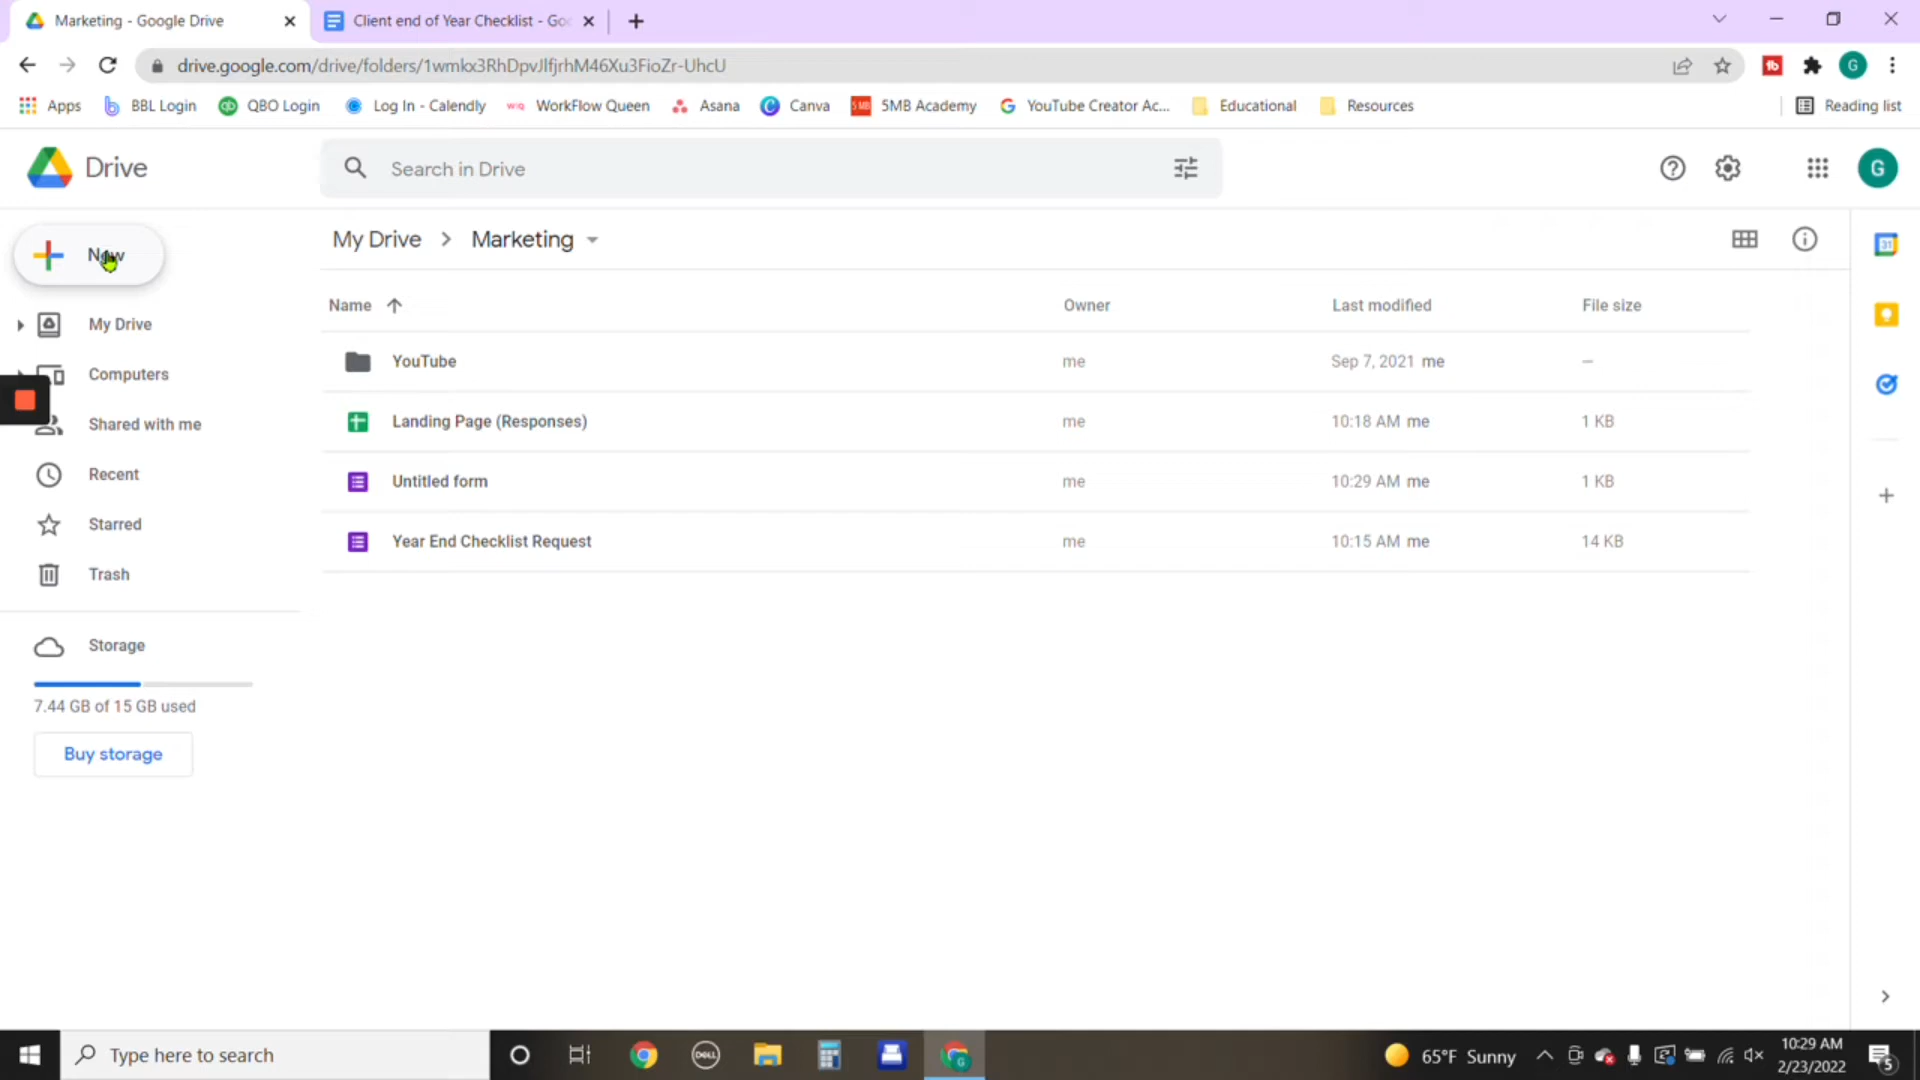 Marketing - Google Drive
Client end of Year Checklist - Goo
drive.google.com/drive/folders/1wmkx3RhDpvJlfjrhM46Xu3FioZr-UhcU
G
Apps
BBL Login
QBO Login
Log In - Calendly
WorkFlow Queen
Asana
Canva
5MB Academy
YouTube Creator Ac...
Educational
Resources
Reading list
Drive
Search in Drive
G
New
My Drive
Computers
Shared with me
Recent
Starred
Trash
Storage
7.44 GB of 15 GB used
Buy storage
My Drive > Marketing
Name Owner Last modified File size
YouTube me Sep 7, 2021 me –
Landing Page (Responses) me 10:18 AM me 1 KB
Untitled form me 10:29 AM me 1 KB
Year End Checklist Request me 10:15 AM me 14 KB
31
Type here to search
DELL
65°F Sunny
10:29 AM
2/23/2022
5